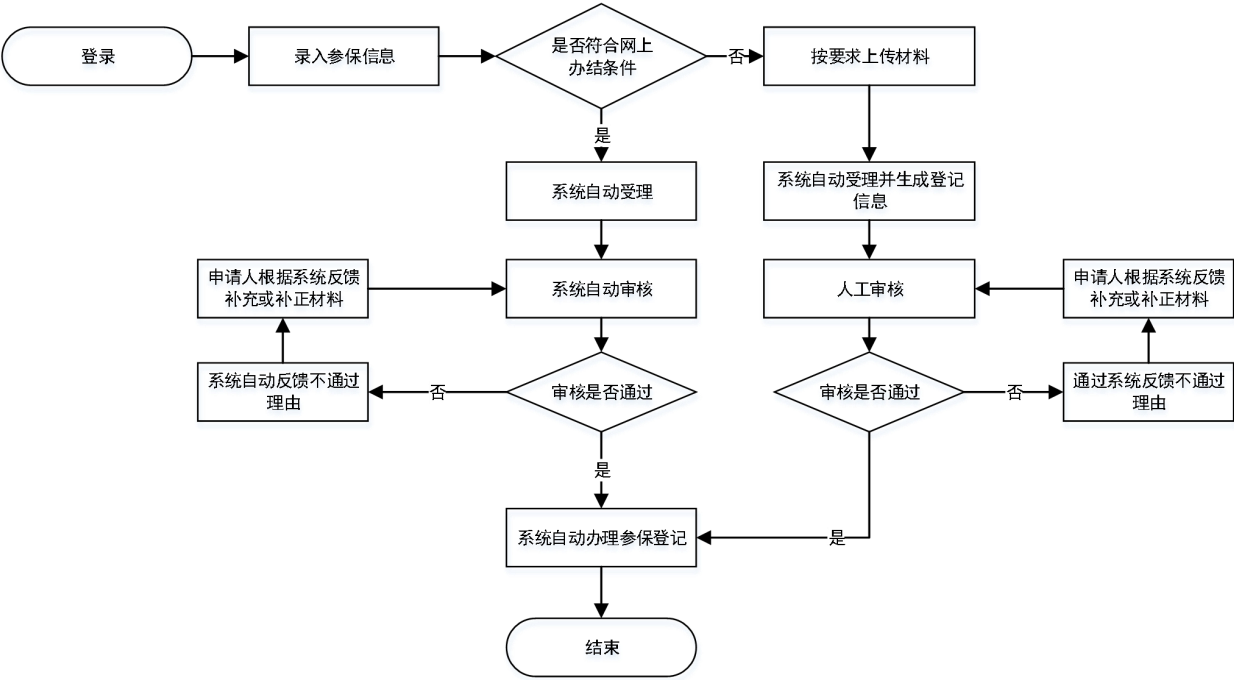 登录
录入参保信息
是否符合网上
办结条件
否
按要求上传材料
是
系统自动受理
系统自动受理并生成登记
信息
申请人根据系统反馈
补充或补正材料
系统自动审核
人工审核
申请人根据系统反馈
补充或补正材料
系统自动反馈不通过
理由
否
审核是否通过
审核是否通过
否
通过系统反馈不通过
理由
是
系统自动办理参保登记
是
结束